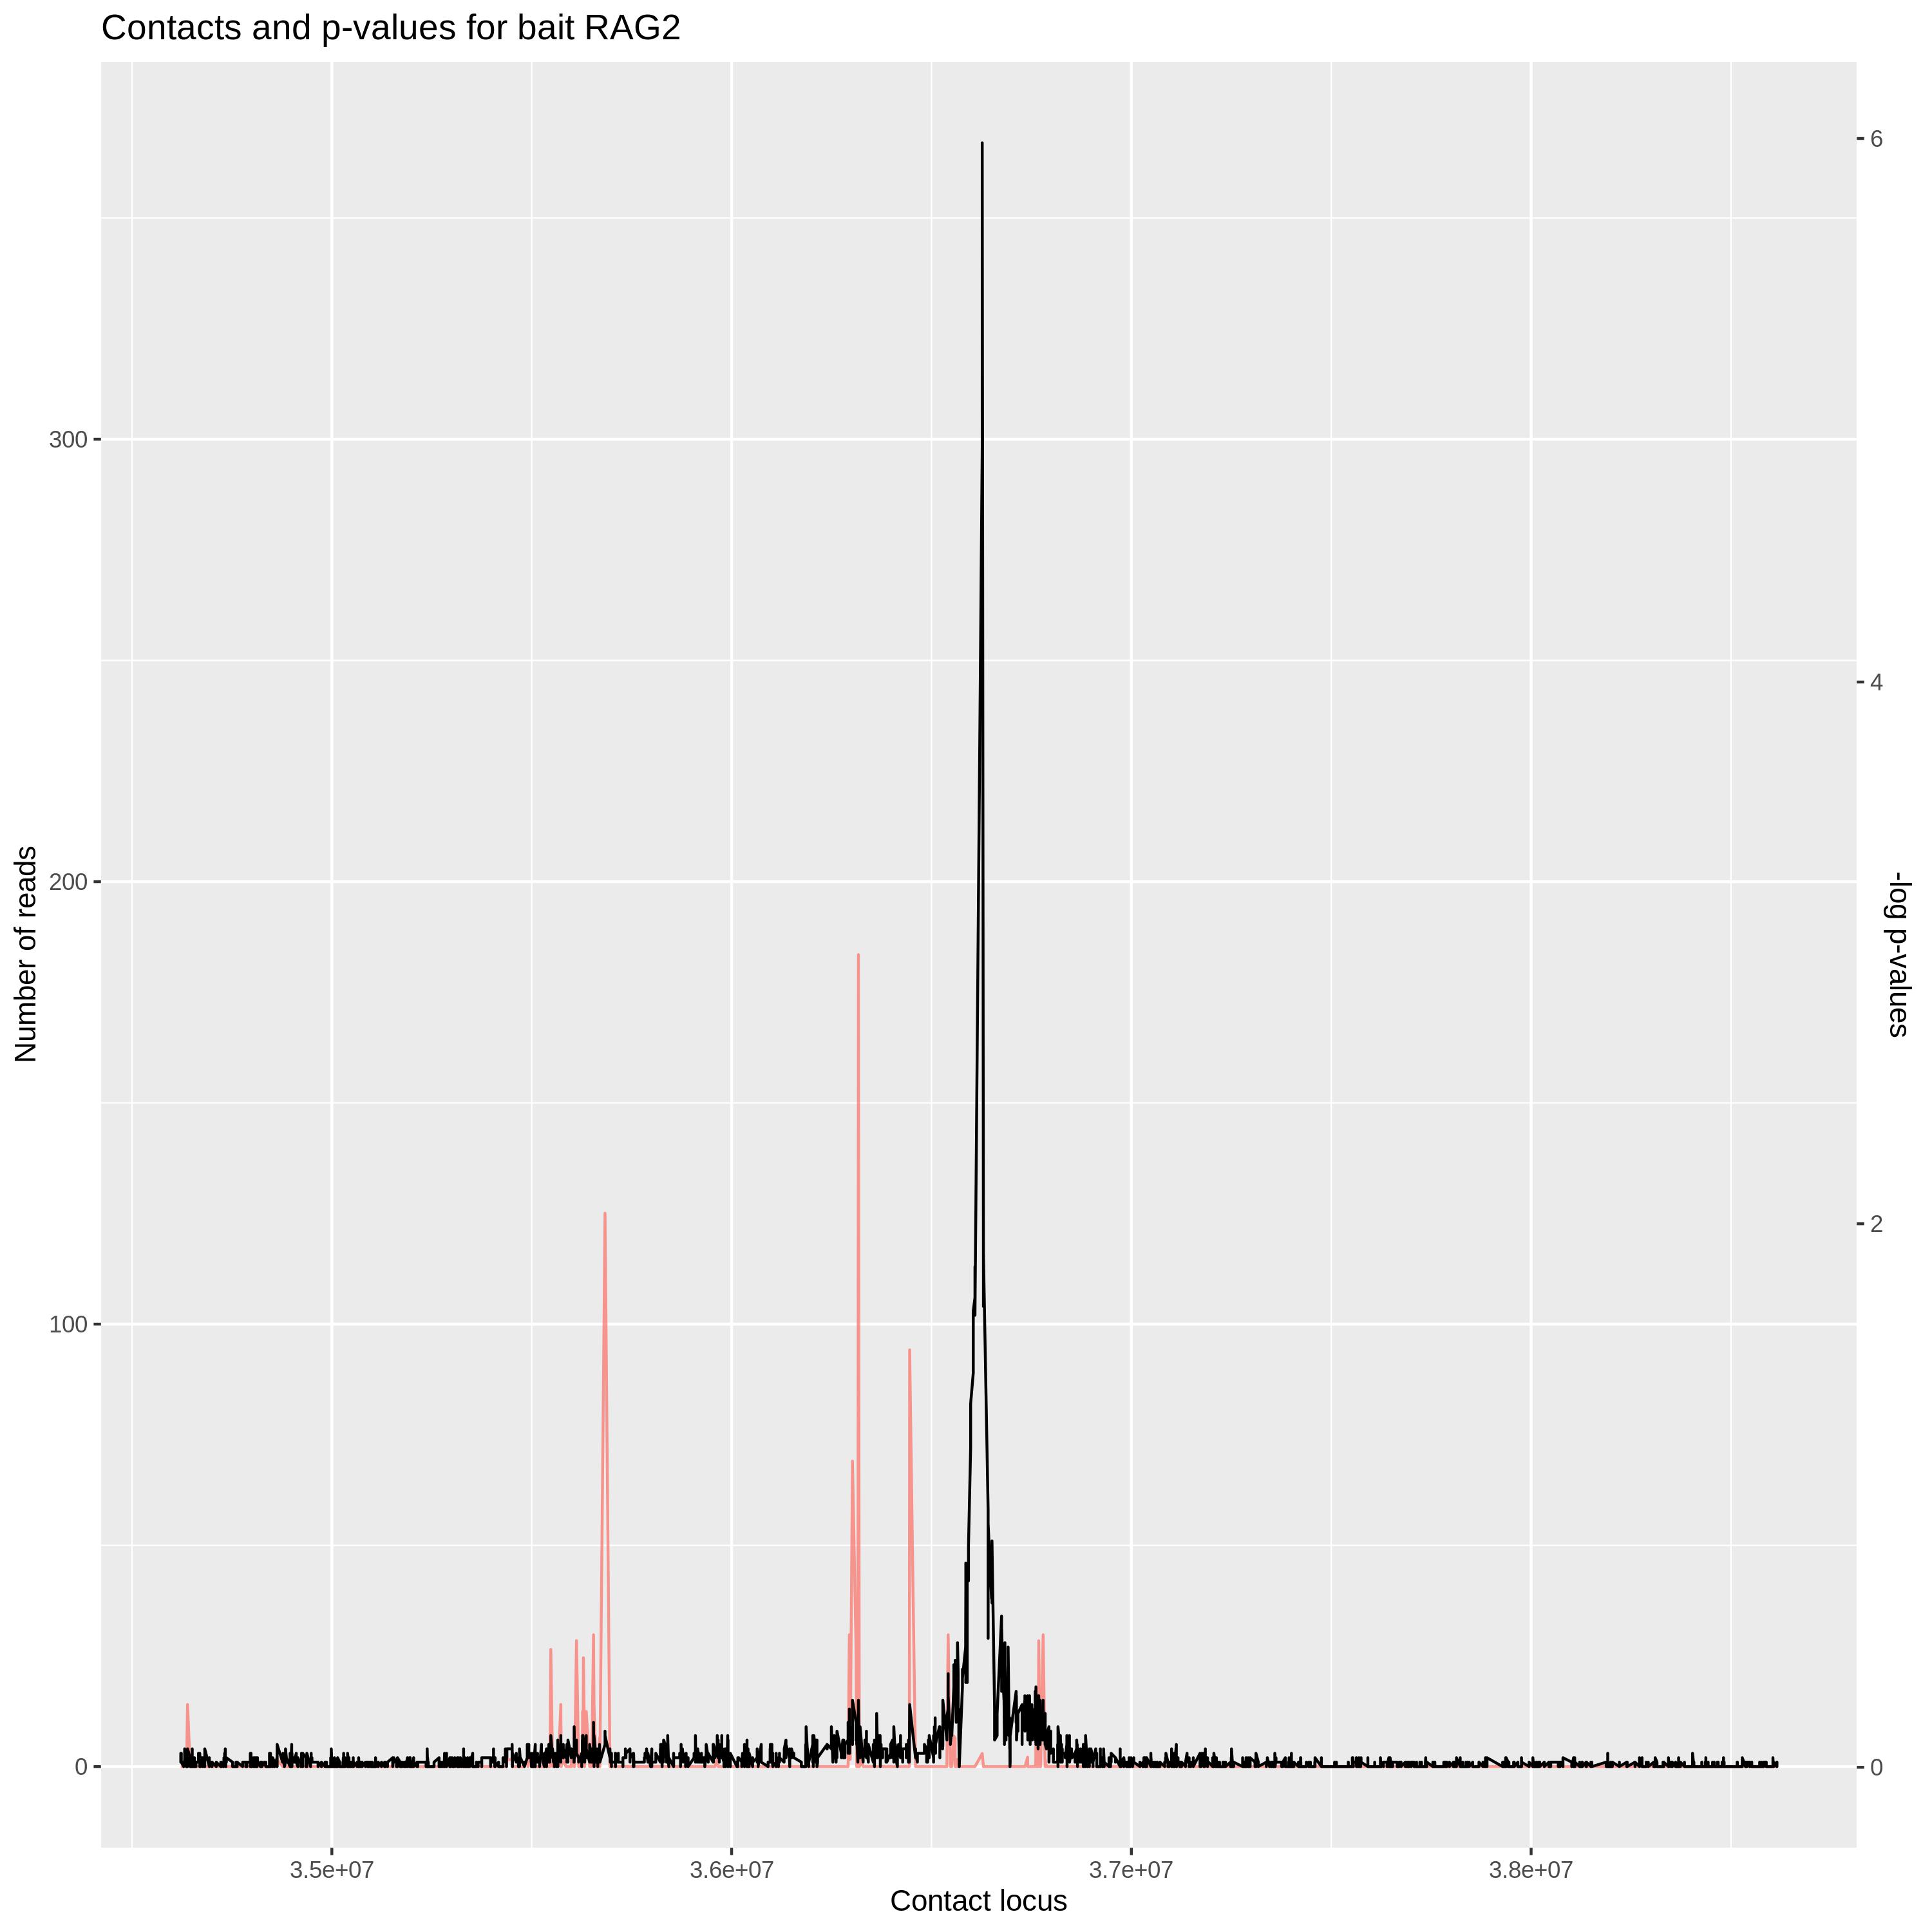 Contacts and p-values for bait RAG2
Number of reads
300
200
100
0
6
4
2
0
-log p-values
3.5e+07
3.6e+07
3.7e+07
3.8e+07
Contact locus